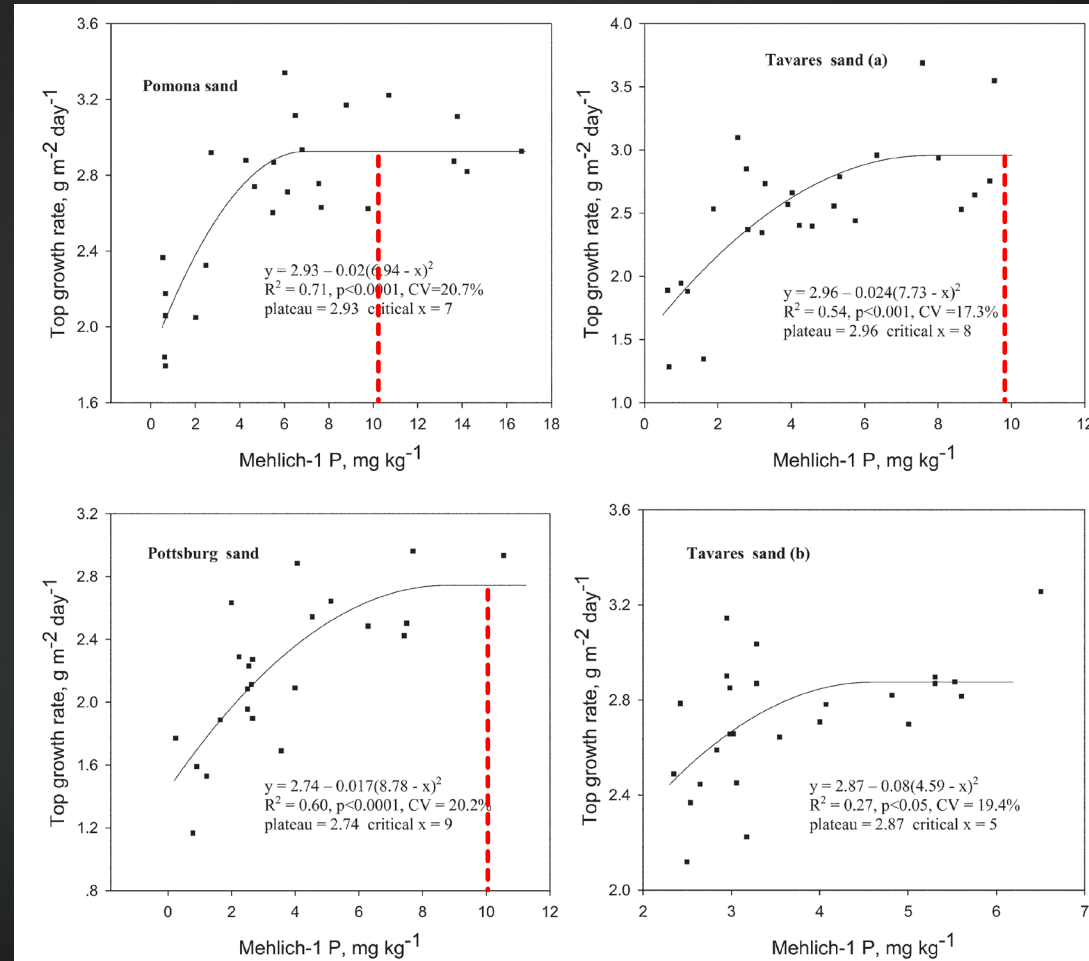 3.6
3.2
2.8
2.4
2.0
1.6
Top growth rate, g m⁻² day⁻¹
Pomona sand
y = 2.93 – 0.02(6.94 - x)²
R² = 0.71, p<0.0001, CV=20.7%
plateau = 2.93 critical x = 7
0 2 4 6 8 10 12 14 16 18
Mehlich-1 P, mg kg⁻¹
4.0
3.5
3.0
2.5
2.0
1.5
1.0
Top growth rate, g m⁻² day⁻¹
Tavares sand (a)
y = 2.96 – 0.024(7.73 - x)²
R² = 0.54, p<0.001, CV =17.3%
plateau = 2.96 critical x = 8
0 2 4 6 8 10 12
Mehlich-1 P, mg kg⁻¹
3.2
2.8
2.4
2.0
1.6
1.2
.8
Top growth rate, g m⁻² day⁻¹
Pottsburg sand
y = 2.74 – 0.017(8.78 - x)²
R² = 0.60, p<0.0001, CV = 20.2%
plateau = 2.74 critical x = 9
0 2 4 6 8 10 12
Mehlich-1 P, mg kg⁻¹
3.6
3.2
2.8
2.4
2.0
Top growth rate, g m⁻² day⁻¹
Tavares sand (b)
y = 2.87 – 0.08(4.59 - x)²
R² = 0.27, p<0.05, CV = 19.4%
plateau = 2.87 critical x = 5
2 3 4 5 6 7
Mehlich-1 P, mg kg⁻¹